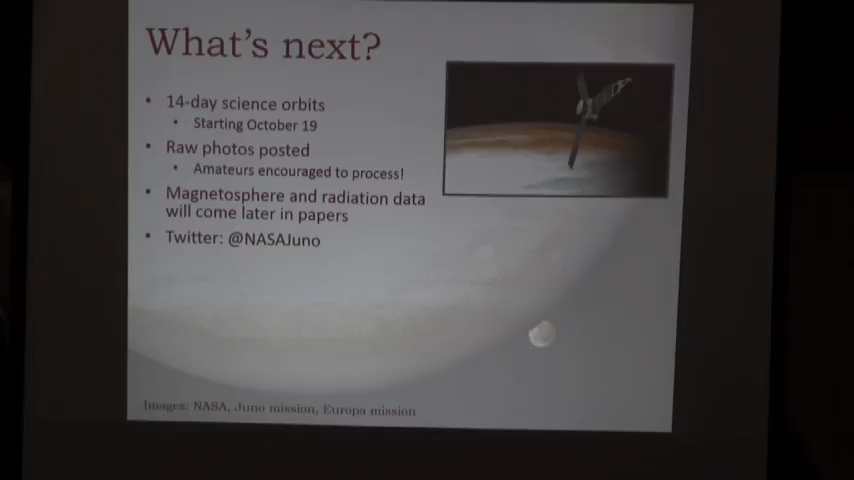 What's next?
• 14-day science orbits
• Starting October 19
• Raw photos posted
• Amateurs encouraged to process!
• Magnetosphere and radiation data
will come later in papers
• Twitter: @NASAJuno
Images: NASA, Juno mission, Europa mission